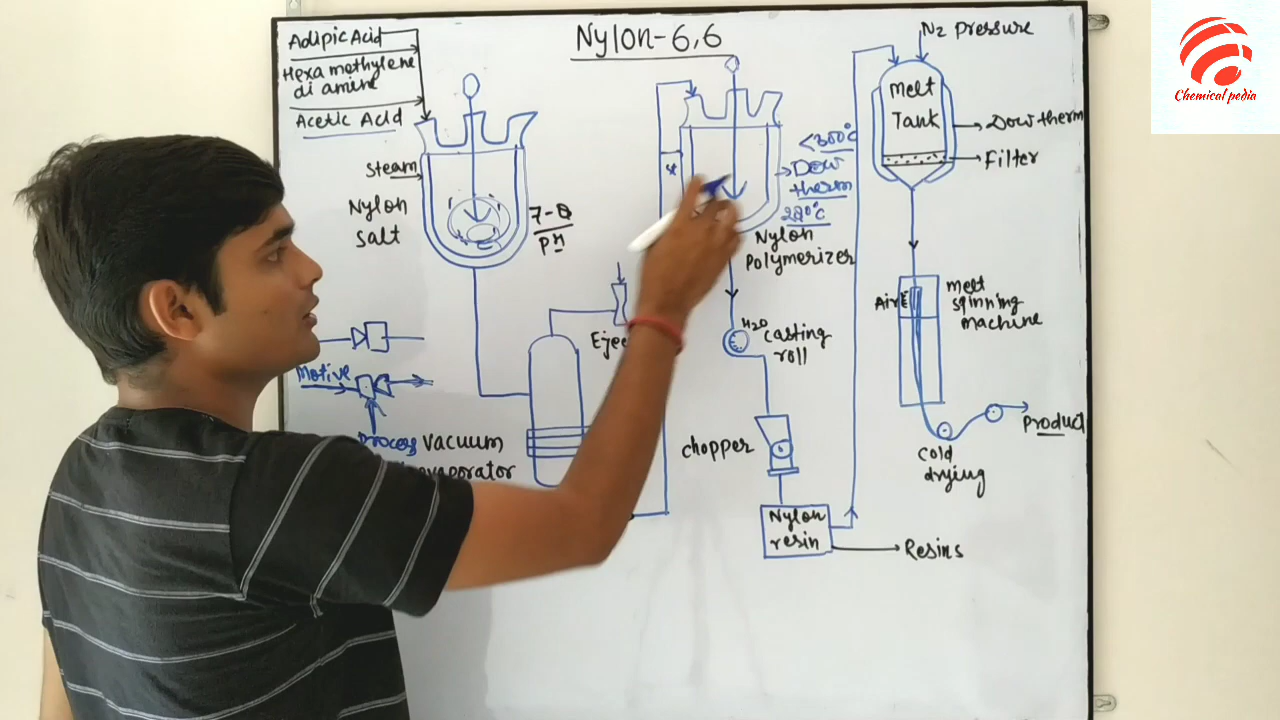 Nylon-6,6
Adipic Acid
Hexa methylene
di amine
Acetic Acid
steam
Nylon
salt
7-8
PH
Motive
Process
Vacuum
evaporator
st
<300°C
Dow
therm
280°C
Nylon
Polymerizer
H2O
casting
roll
chopper
Nylon
resin
Resins
N2 Pressure
Melt
Tank
Dowtherm
Filter
Air
melt
spinning
machine
cold
drying
product
Chemical pedia